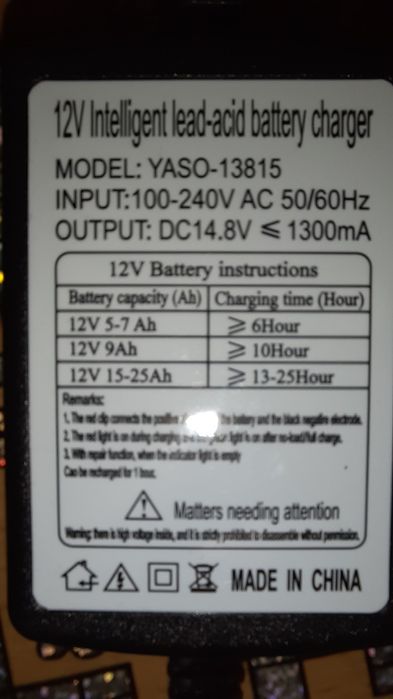 12V Intelligent lead-acid battery charger
MODEL: YASO-13815
INPUT:100-240V AC 50/60Hz
OUTPUT: DC14.8V ⩽ 1300mA
12V Battery instructions
Battery capacity (Ah) Charging time (Hour)
12V 5-7 Ah ⩾ 6Hour
12V 9Ah ⩾ 10Hour
12V 15-25Ah ⩾ 13-25Hour
Remarks:
1. The red clip connects the positive of the battery and the black negative electrode.
2. The red light is on during charging light is on after no-load/full charge.
3. With repair function, when the indicator light is empty
Can be recharged for 1 hour.
Matters needing attention
Warning: there is high voltage inside, and it is strictly prohibited to disassemble without permission.
MADE IN CHINA